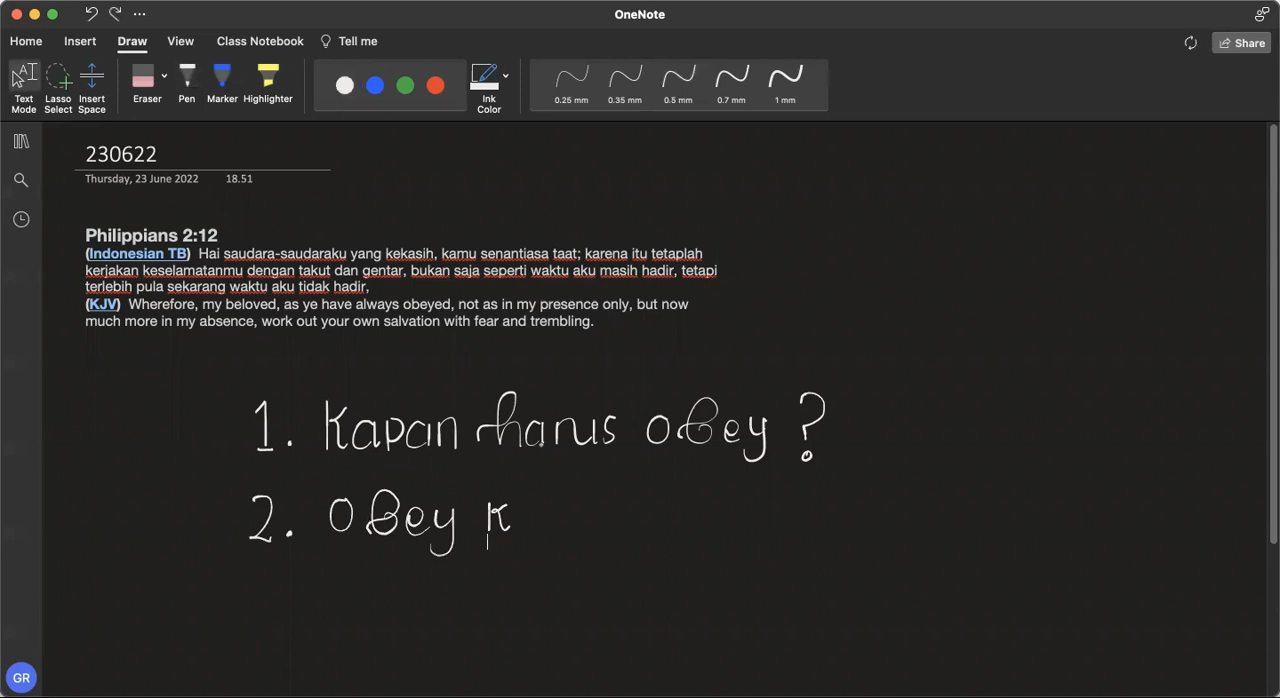 OneNote
Home Insert Draw View Class Notebook Tell me
Share
Text Mode
Lasso Select
Insert Space
Eraser
Pen
Marker
Highlighter
Ink Color
0.25 mm
0.35 mm
0.5 mm
0.7 mm
1 mm
230622
Thursday, 23 June 2022 18.51
Philippians 2:12
(Indonesian TB) Hai saudara-saudaraku yang kekasih, kamu senantiasa taat; karena itu tetaplah
kerjakan keselamatanmu dengan takut dan gentar, bukan saja seperti waktu aku masih hadir, tetapi
terlebih pula sekarang waktu aku tidak hadir,
(KJV) Wherefore, my beloved, as ye have always obeyed, not as in my presence only, but now
much more in my absence, work out your own salvation with fear and trembling.
1. Kapan harus obey ?
2. Obey K
GR